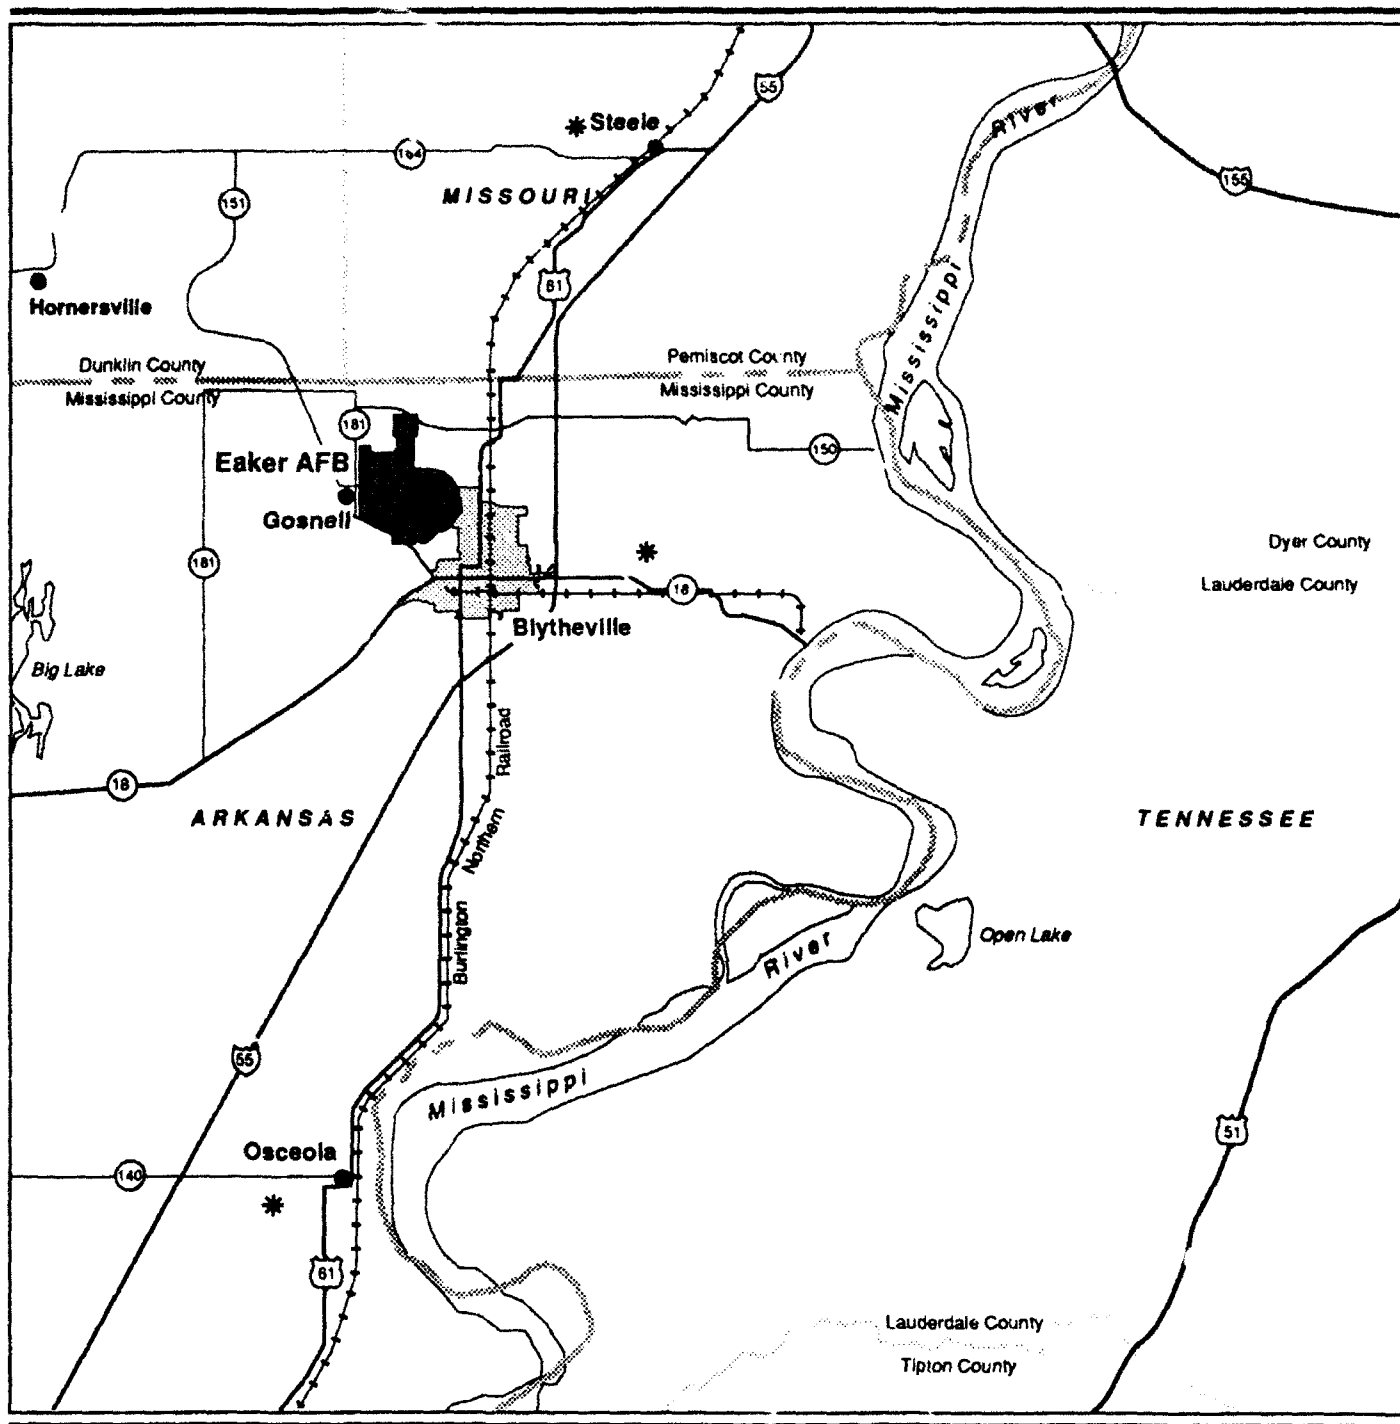 55
Steele
164
MISSOURI
River
155
151
61
Hornersville
Mississippi
Dunklin County
Pemiscot County
Mississippi County
Mississippi County
181
150
Eaker AFB
Gosnell
Dyer County
181
18
Lauderdale County
Blytheville
Big Lake
Railroad
18
ARKANSAS
TENNESSEE
Northern
Burlington
River
Open Lake
55
Mississippi
51
Osceola
140
61
Lauderdale County
Tipton County